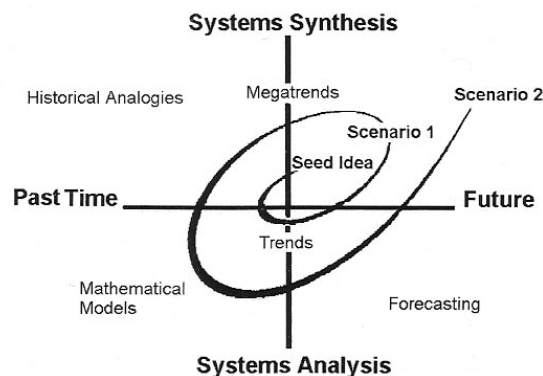 Systems Synthesis
Historical Analogies
Megatrends
Scenario 2
Scenario 1
Seed Idea
Past Time
Future
Trends
Mathematical
Models
Forecasting
Systems Analysis